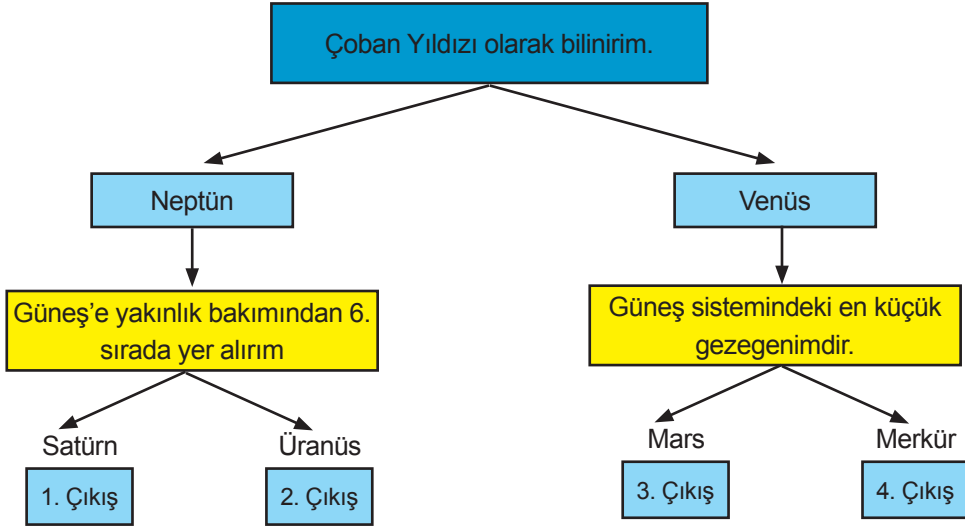 Çoban Yıldızı olarak bilinirim.
Neptün
Venüs
Güneş'e yakınlık bakımından 6.
sırada yer alırım
Güneş sistemindeki en küçük
gezegenimdir.
Satürn
Üranüs
Mars
Merkür
1. Çıkış
2. Çıkış
3. Çıkış
4. Çıkış